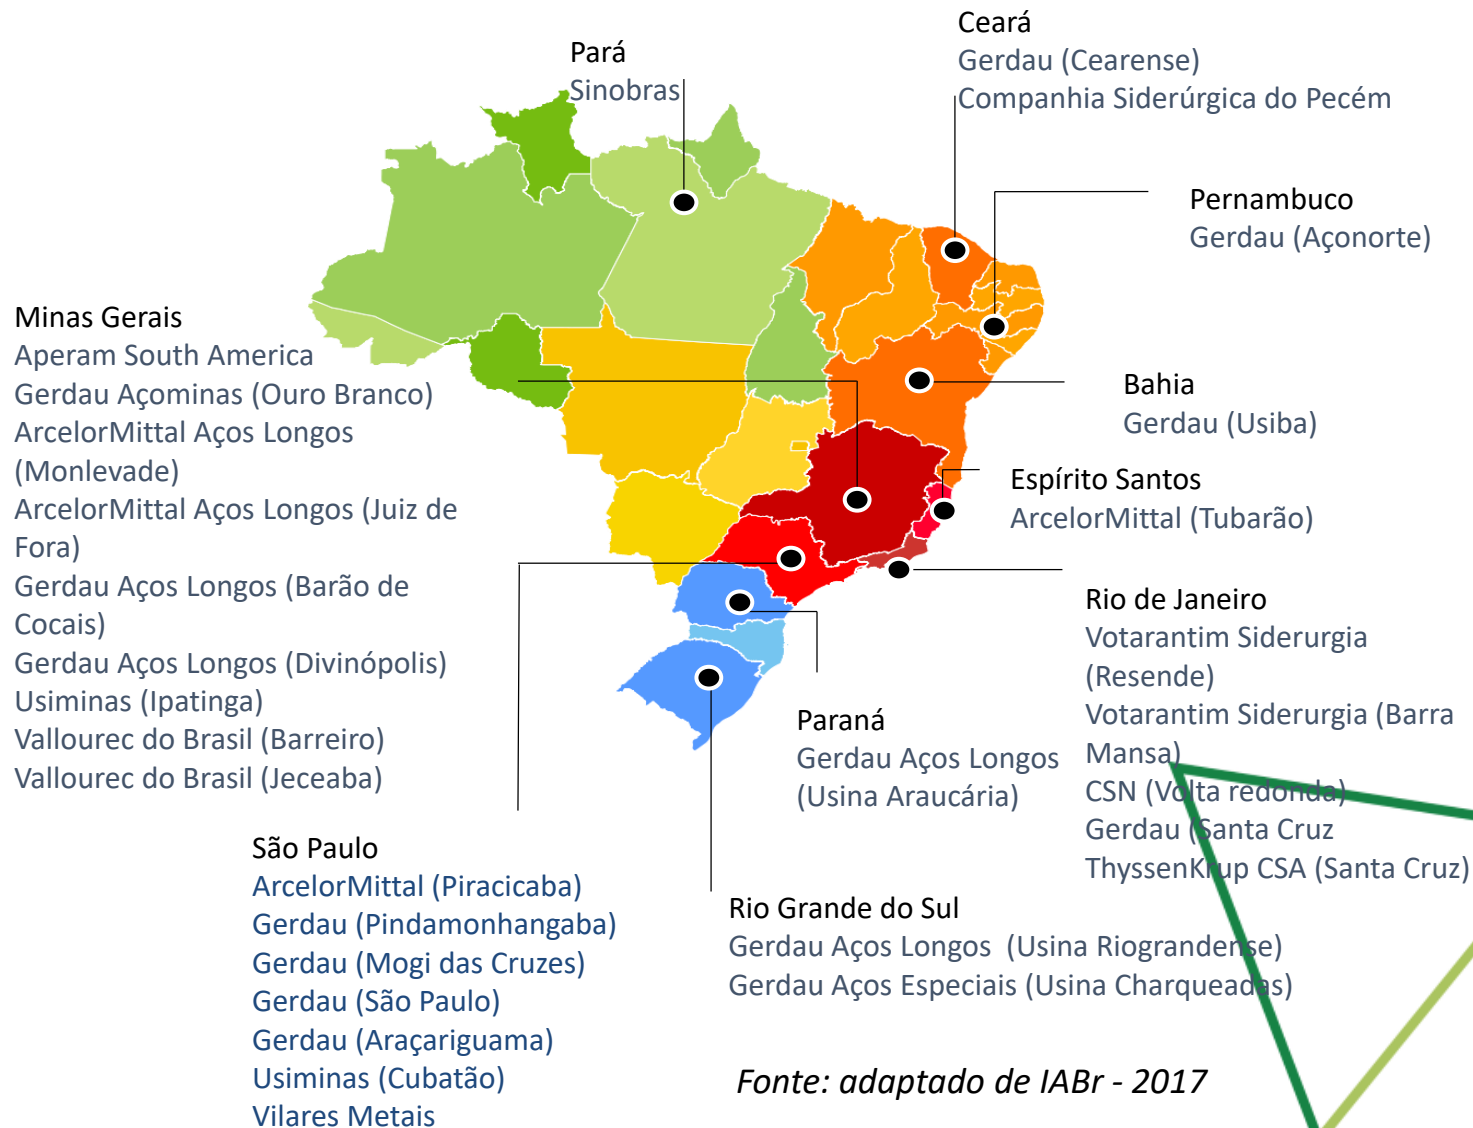 Pará
Sinobras
Ceará
Gerdau (Cearense)
Companhia Siderúrgica do Pecém
Pernambuco
Gerdau (Açonorte)
Minas Gerais
Aperam South America
Gerdau Açominas (Ouro Branco)
ArcelorMittal Aços Longos
(Monlevade)
ArcelorMittal Aços Longos (Juiz de
Fora)
Gerdau Aços Longos (Barão de
Cocais)
Gerdau Aços Longos (Divinópolis)
Usiminas (Ipatinga)
Vallourec do Brasil (Barreiro)
Vallourec do Brasil (Jeceaba)
Bahia
Gerdau (Usiba)
Espírito Santos
ArcelorMittal (Tubarão)
Rio de Janeiro
Votarantim Siderurgia
(Resende)
Votarantim Siderurgia (Barra
Mansa)
CSN (Volta redonda)
Gerdau (Santa Cruz
ThyssenKrup CSA (Santa Cruz)
Paraná
Gerdau Aços Longos
(Usina Araucária)
São Paulo
ArcelorMittal (Piracicaba)
Gerdau (Pindamonhangaba)
Gerdau (Mogi das Cruzes)
Gerdau (São Paulo)
Gerdau (Araçariguama)
Usiminas (Cubatão)
Vilares Metais
Rio Grande do Sul
Gerdau Aços Longos  (Usina Riograndense)
Gerdau Aços Especiais (Usina Charqueadas)
Fonte: adaptado de IABr - 2017